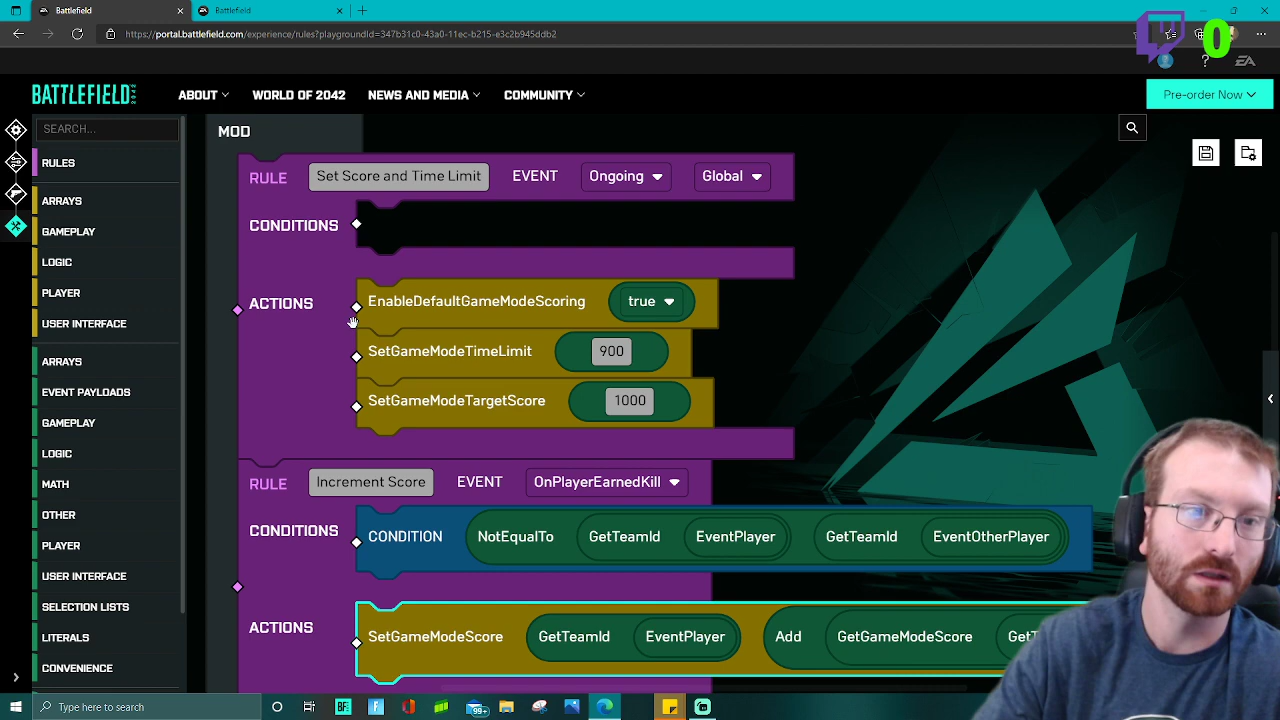 Battlefield
Battlefield
https://portal.battlefield.com/experience/rules?playgroundId=347b31c0-43a0-11ec-b215-e3c2b945ddb2
0
BATTLEFIELD 2042
ABOUT
WORLD OF 2042
NEWS AND MEDIA
COMMUNITY
Pre-order Now
SEARCH...
RULES
ARRAYS
GAMEPLAY
LOGIC
PLAYER
USER INTERFACE
ARRAYS
EVENT PAYLOADS
GAMEPLAY
LOGIC
MATH
OTHER
PLAYER
USER INTERFACE
SELECTION LISTS
LITERALS
CONVENIENCE
MOD
RULE Set Score and Time Limit EVENT Ongoing Global
CONDITIONS
ACTIONS
EnableDefaultGameModeScoring true
SetGameModeTimeLimit 900
SetGameModeTargetScore 1000
RULE Increment Score EVENT OnPlayerEarnedKill
CONDITIONS
CONDITION NotEqualTo GetTeamId EventPlayer GetTeamId EventOtherPlayer
ACTIONS
SetGameModeScore GetTeamId EventPlayer Add GetGameModeScore
Type here to search
99+